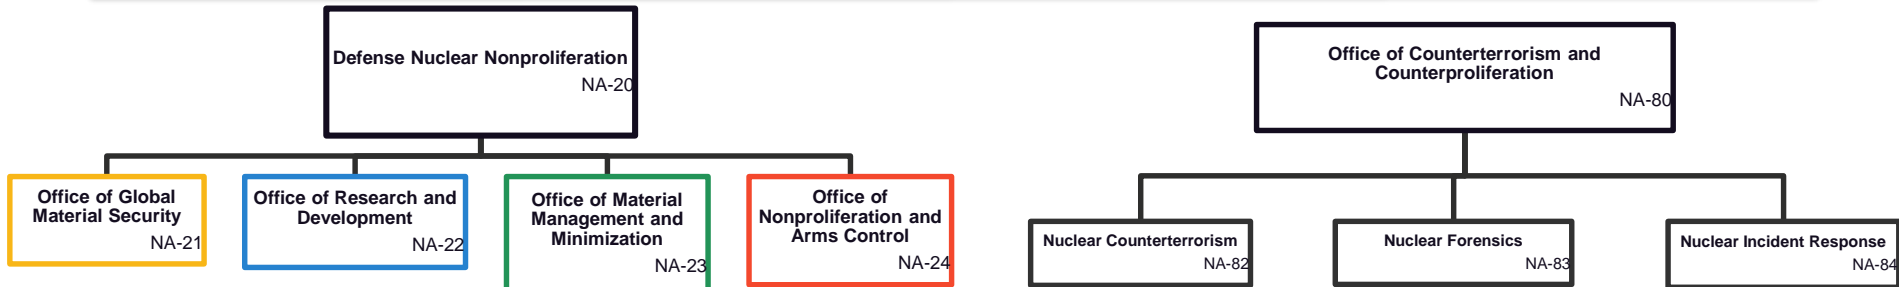 Defense Nuclear Nonproliferation
NA-20
Office of Global
Material Security
NA-21
Office of Research and
Development
NA-22
Office of Material
Management and
Minimization
NA-23
Office of
Nonproliferation and
Arms Control
NA-24
Office of Counterterrorism and
Counterproliferation
NA-80
Nuclear Counterterrorism
NA-82
Nuclear Forensics
NA-83
Nuclear Incident Response
NA-84